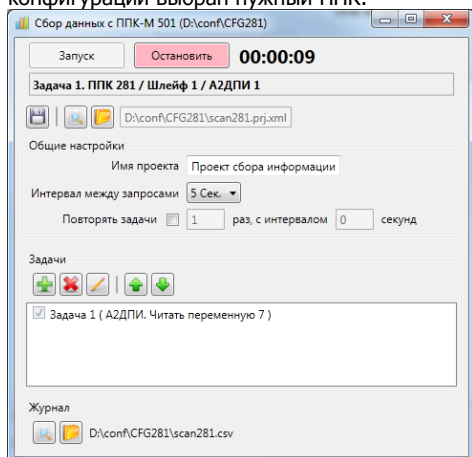 конфигурации выбран нужный ППК.
Сбор данных с ППК-М 501 (D:\conf\CFG281)
Запуск Остановить 00:00:09
Задача 1. ППК 281 / Шлейф 1 / А2ДПИ 1
D:\conf\CFG281\scan281.prj.xml
Общие настройки
Имя проекта Проект сбора информации
Интервал между запросами 5 Сек.
Повторять задачи 1 раз, с интервалом 0 секунд
Задачи
Задача 1 ( А2ДПИ. Читать переменную 7 )
Журнал
D:\conf\CFG281\scan281.csv